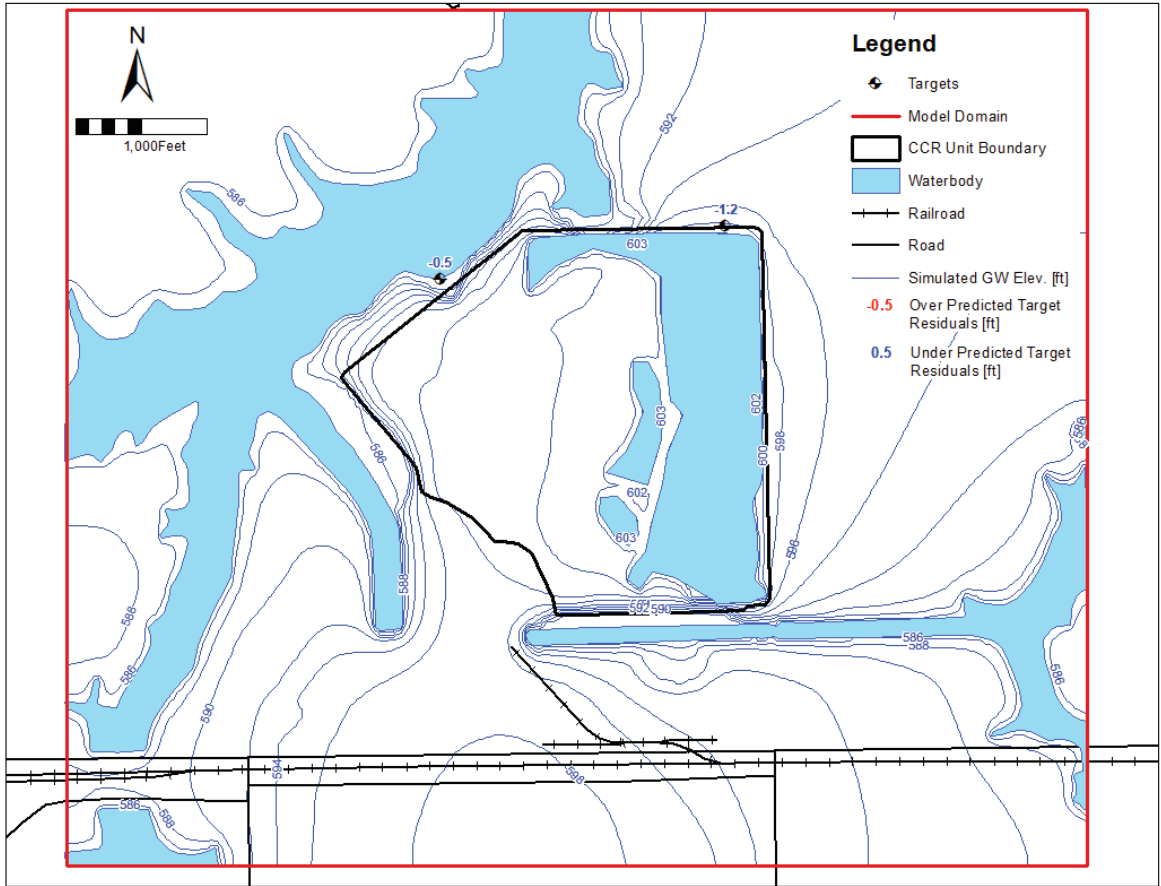 N
1,000Feet
Legend
Targets
Model Domain
CCR Unit Boundary
Waterbody
Railroad
Road
Simulated GW Elev. [ft]
-0.5 Over Predicted Target
Residuals [ft]
0.5 Under Predicted Target
Residuals [ft]
592
586
-1.2
603
-0.5
603
602
598
586
600
586
602
596
603
588
588
592
590
586
588
586
586
590
594
598
586
588